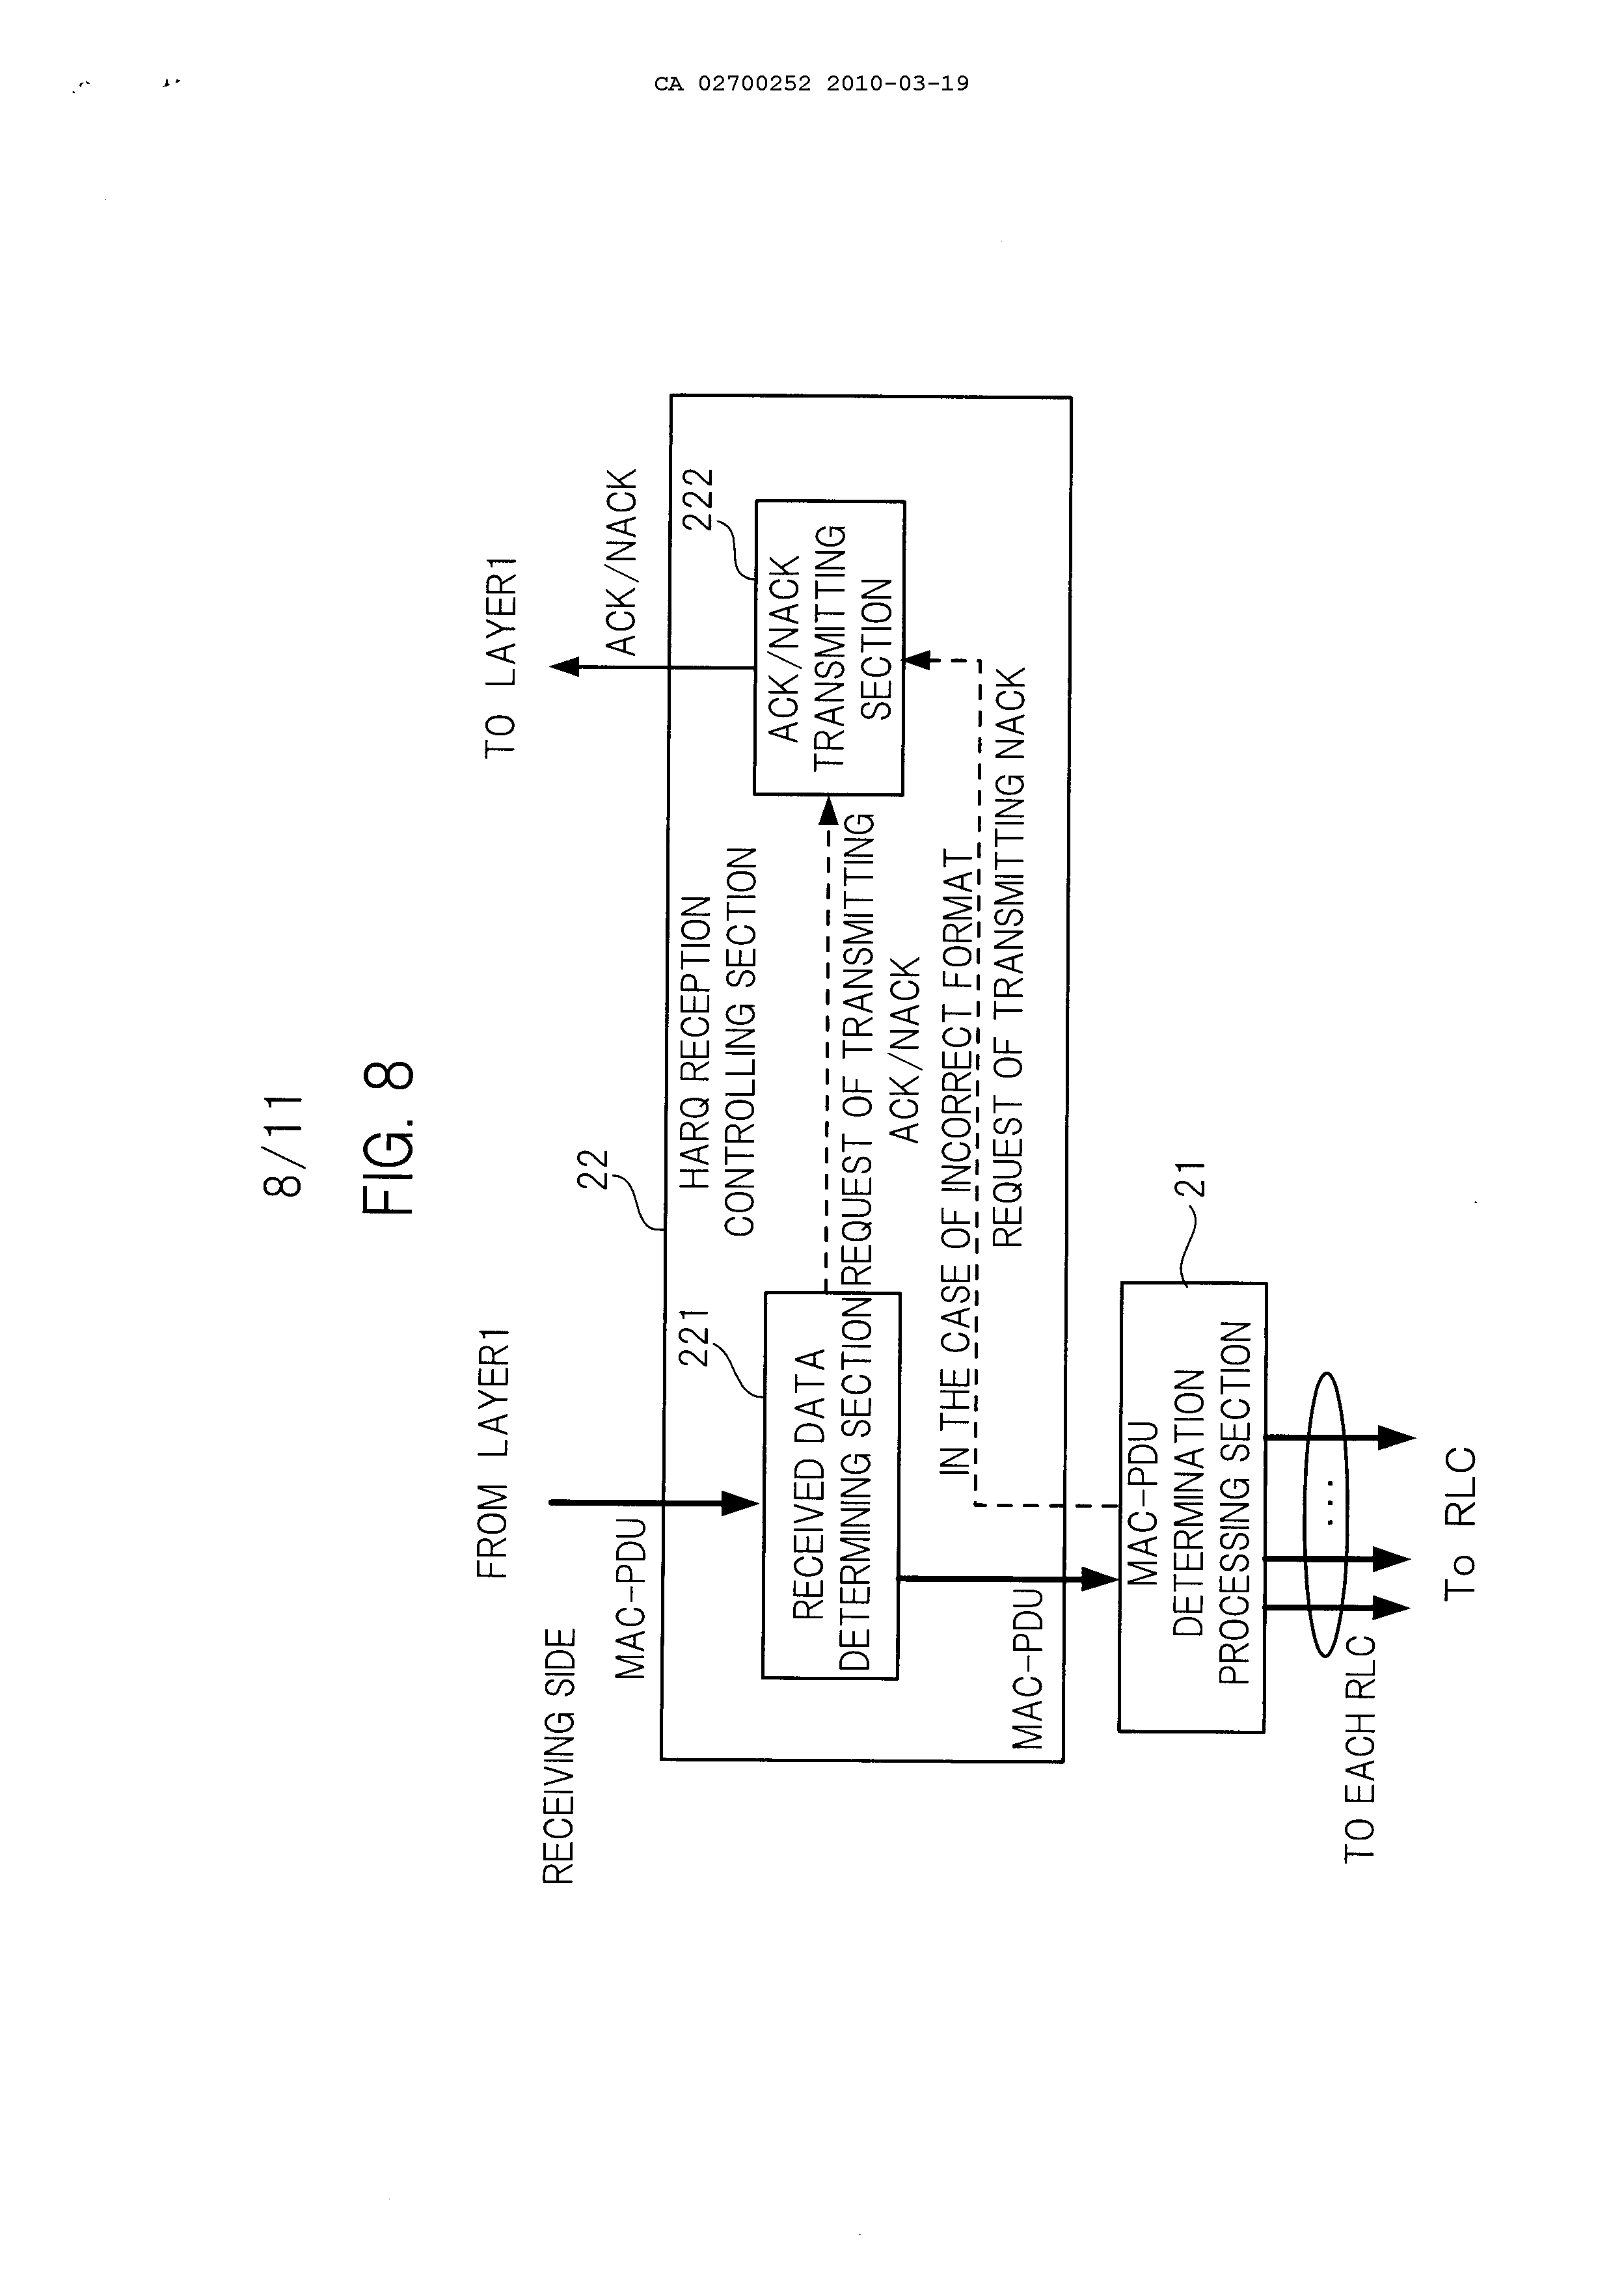 CA 02700252 2010-03-19
8/11
FIG. 8
RECEIVING SIDE
FROM LAYER1
TO LAYER1
MAC-PDU
ACK/NACK
22
HARQ RECEPTION
CONTROLLING SECTION
221
222
RECEIVED DATA
DETERMINING SECTION
REQUEST OF TRANSMITTING
ACK/NACK
ACK/NACK
TRANSMITTING
SECTION
IN THE CASE OF INCORRECT FORMAT
REQUEST OF TRANSMITTING NACK
MAC-PDU
21
MAC-PDU
DETERMINATION
PROCESSING SECTION
...
TO EACH RLC
To RLC